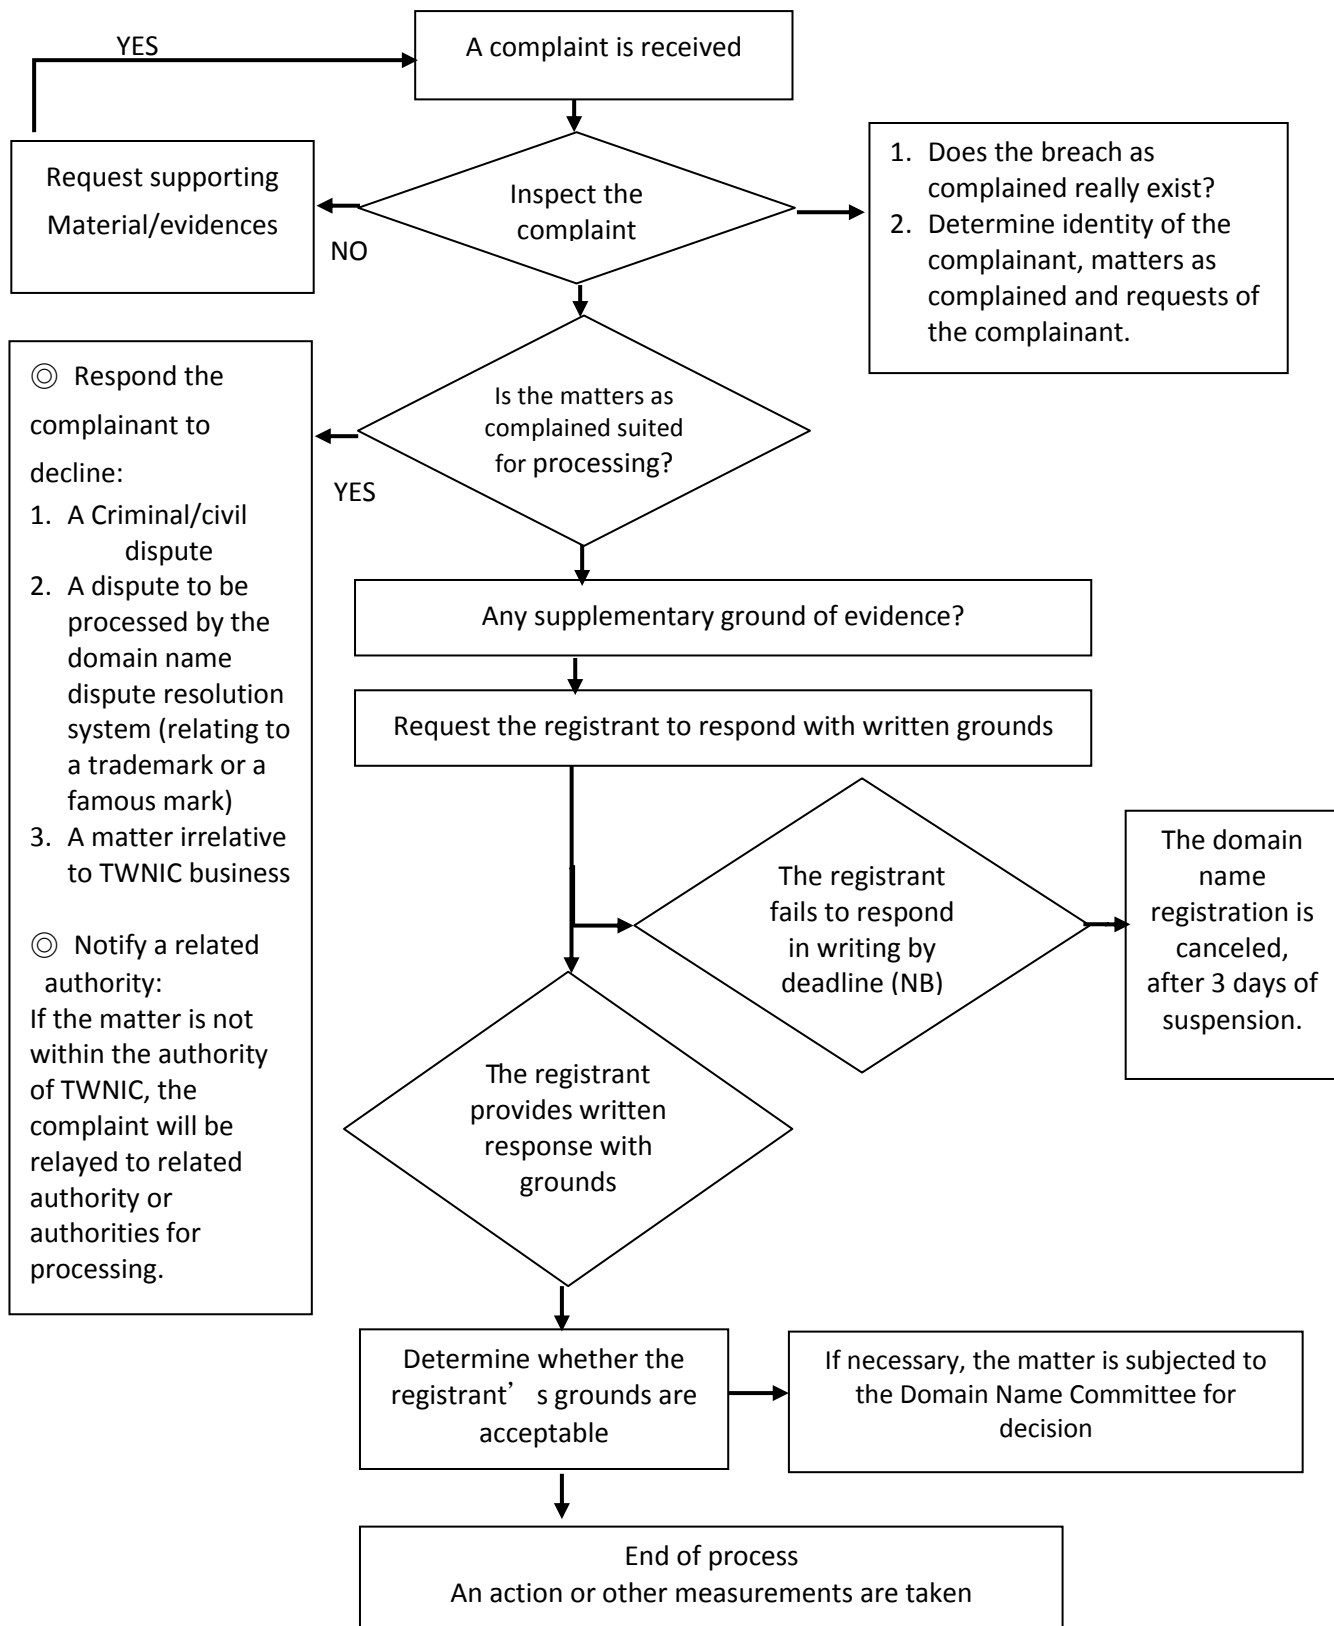 YES
A complaint is received
Request supporting
Material/evidences
Inspect the
complaint
NO
1. Does the breach as
complained really exist?
2. Determine identity of the
complainant, matters as
complained and requests of
the complainant.
◎ Respond the
complainant to
decline:
1. A Criminal/civil
dispute
2. A dispute to be
processed by the
domain name
dispute resolution
system (relating to
a trademark or a
famous mark)
3. A matter irrelative
to TWNIC business
◎ Notify a related
authority:
If the matter is not
within the authority
of TWNIC, the
complaint will be
relayed to related
authority or
authorities for
processing.
Is the matters as
complained suited
for processing?
YES
Any supplementary ground of evidence?
Request the registrant to respond with written grounds
The registrant
fails to respond
in writing by
deadline (NB)
The domain
name
registration is
canceled,
after 3 days of
suspension.
The registrant
provides written
response with
grounds
Determine whether the
registrant’ s grounds are
acceptable
If necessary, the matter is subjected to
the Domain Name Committee for
decision
End of process
An action or other measurements are taken